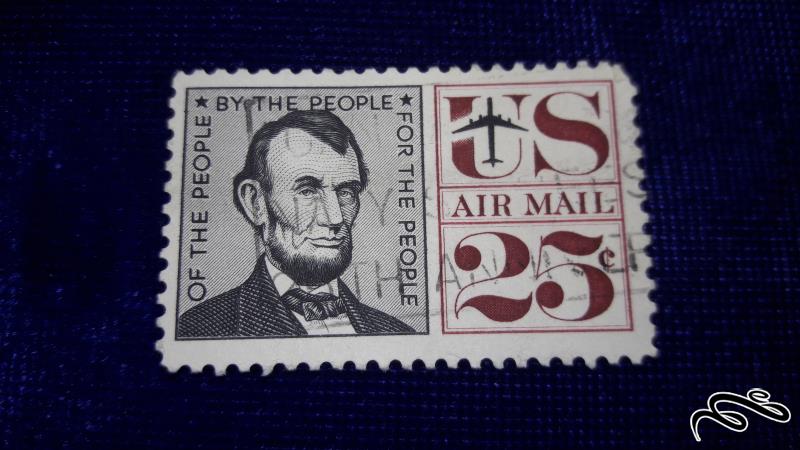 OF THE PEOPLE ★ BY THE PEOPLE ★ FOR THE PEOPLE
US
AIR MAIL
25¢